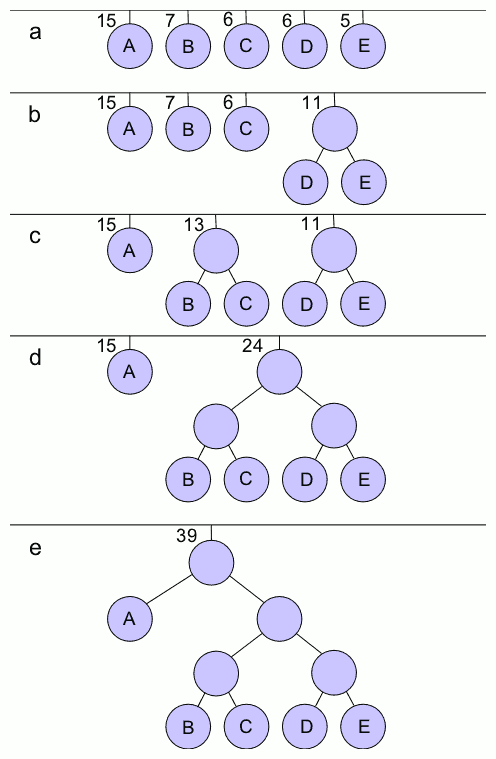 15 7 6 6 5
a A B C D E
15 7 6 11
b A B C
D E
15 13 11
c A
B C D E
15 24
d A
B C D E
39
e
A
B C D E